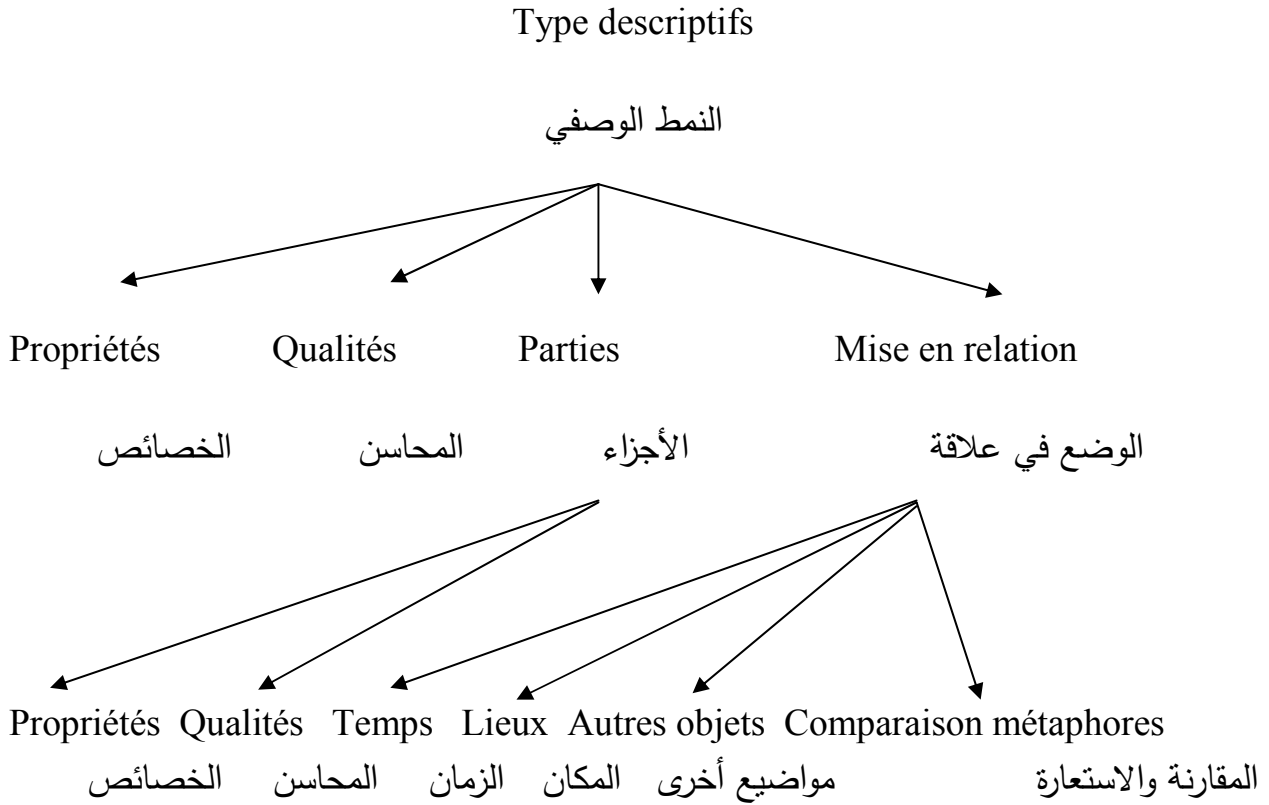 Type descriptifs
النمط الوصفي
Propriétés Qualités Parties Mise en relation
الخصائص المحاسن الأجزاء الوضع في علاقة
Propriétés Qualités Temps Lieux Autres objets Comparaison métaphores
الخصائص المحاسن الزمان المكان مواضيع أخرى المقارنة والاستعارة